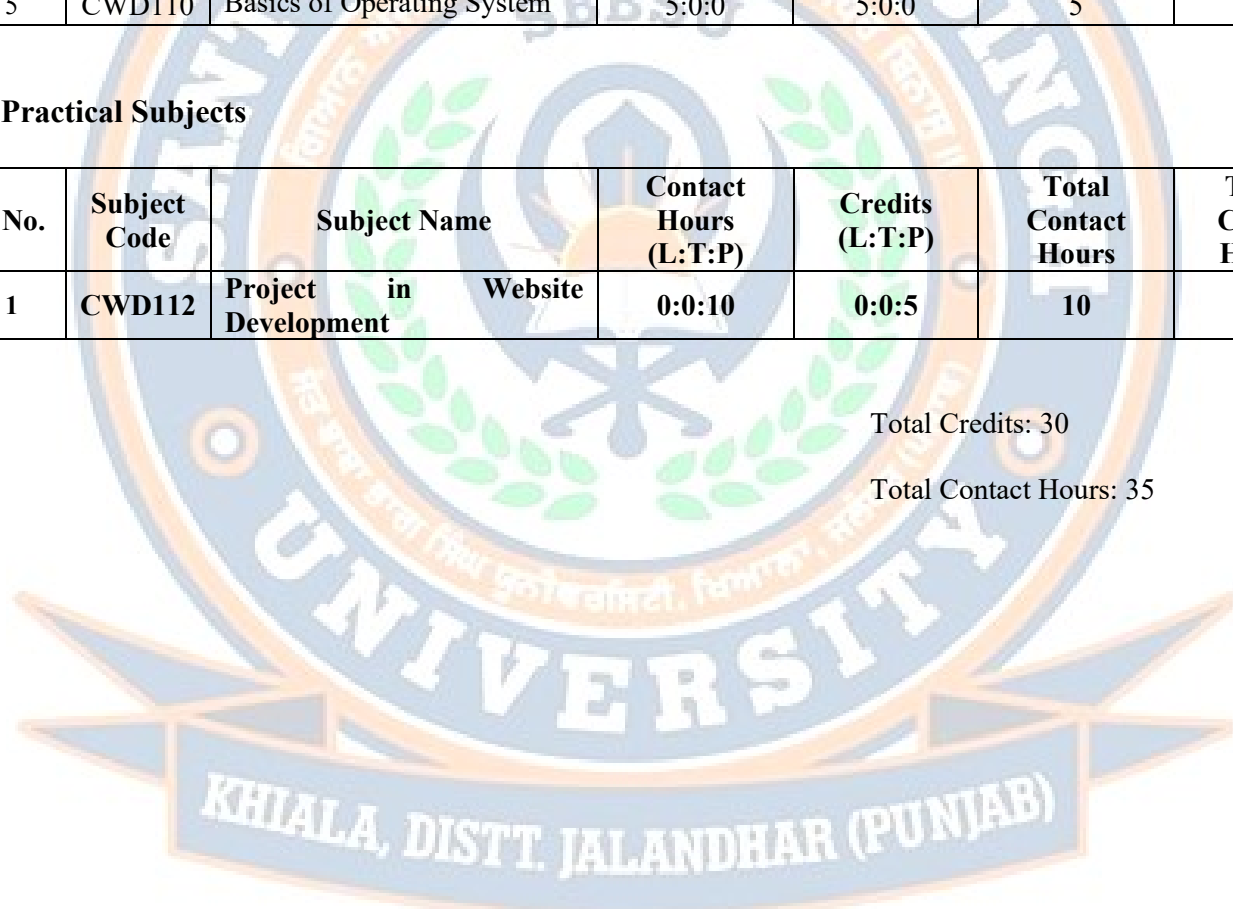 5 CWD110 Basics of Operating System 5:0:0 5:0:0 5
SBBSU
Practical Subjects
No. Subject Code Subject Name Contact Hours (L:T:P) Credits (L:T:P) Total Contact Hours
1 CWD112 Project in Website Development 0:0:10 0:0:5 10
Total Credits: 30
Total Contact Hours: 35
UNIVERSITY
KHIALA, DISTT. JALANDHAR (PUNJAB)